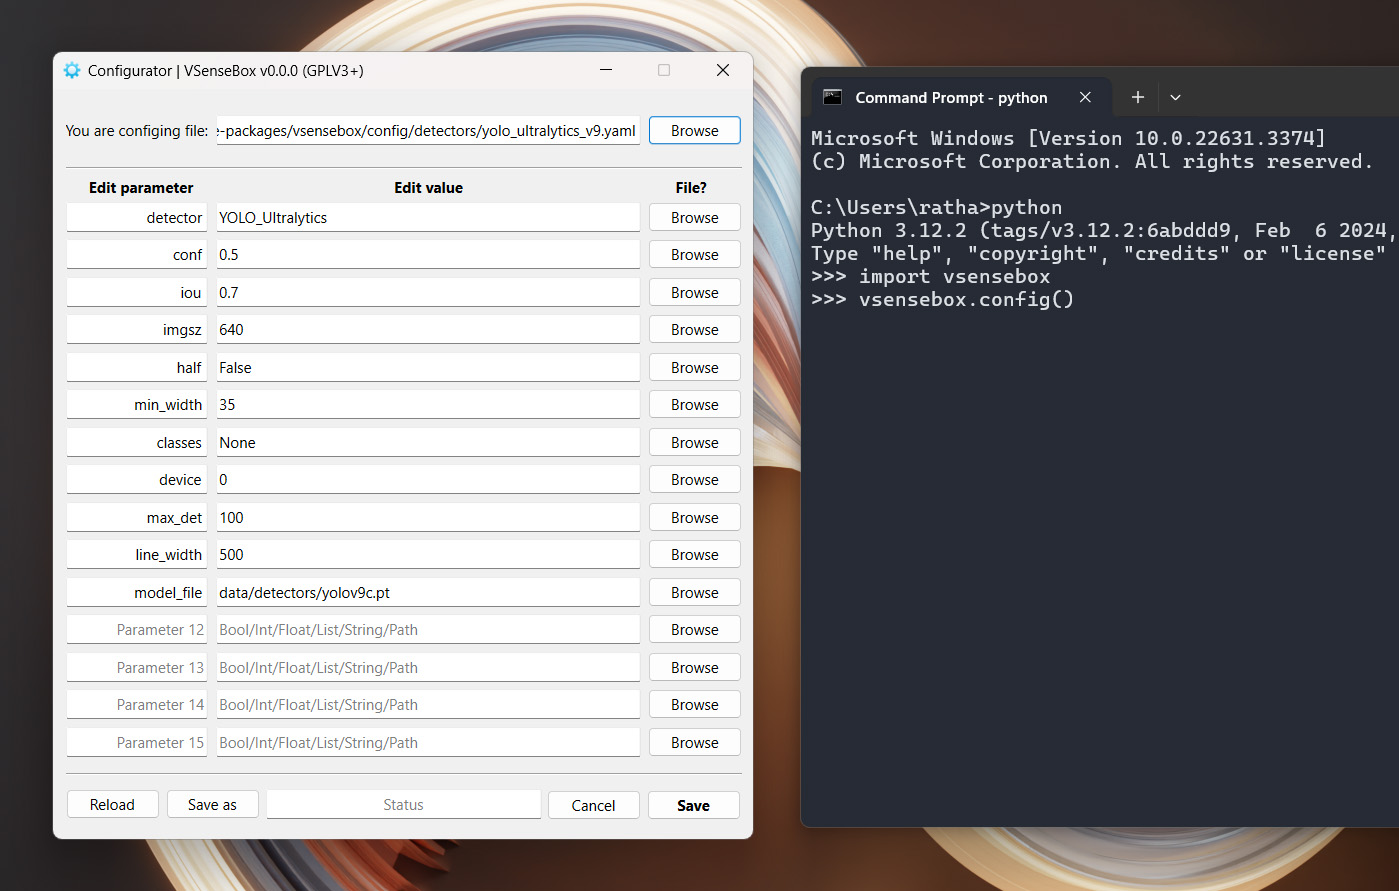 Configurator | VSenseBox v0.0.0 (GPLV3+)
You are configing file: e-packages/vsensebox/config/detectors/yolo_ultralytics_v9.yaml Browse
Edit parameter Edit value File?
detector YOLO_Ultralytics Browse
conf 0.5 Browse
iou 0.7 Browse
imgsz 640 Browse
half False Browse
min_width 35 Browse
classes None Browse
device 0 Browse
max_det 100 Browse
line_width 500 Browse
model_file data/detectors/yolov9c.pt Browse
Parameter 12 Bool/Int/Float/List/String/Path Browse
Parameter 13 Bool/Int/Float/List/String/Path Browse
Parameter 14 Bool/Int/Float/List/String/Path Browse
Parameter 15 Bool/Int/Float/List/String/Path Browse
Reload Save as Status Cancel Save
Command Prompt - python
Microsoft Windows [Version 10.0.22631.3374]
(c) Microsoft Corporation. All rights reserved.
C:\Users\ratha>python
Python 3.12.2 (tags/v3.12.2:6abddd9, Feb  6 2024,
Type "help", "copyright", "credits" or "license"
>>> import vsensebox
>>> vsensebox.config()